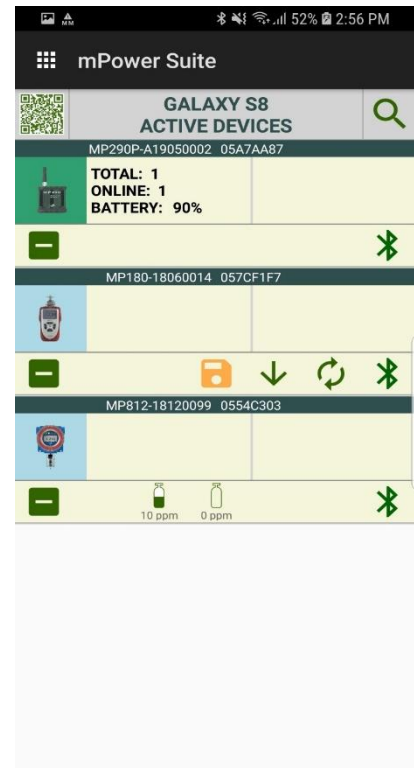 MM 52% 2:56 PM
mPower Suite
GALAXY S8
ACTIVE DEVICES
MP290P-A19050002 05A7AA87
TOTAL: 1
ONLINE: 1
BATTERY: 90%
MP180-18060014 057CF1F7
MP812-18120099 0554C303
10 ppm 0 ppm